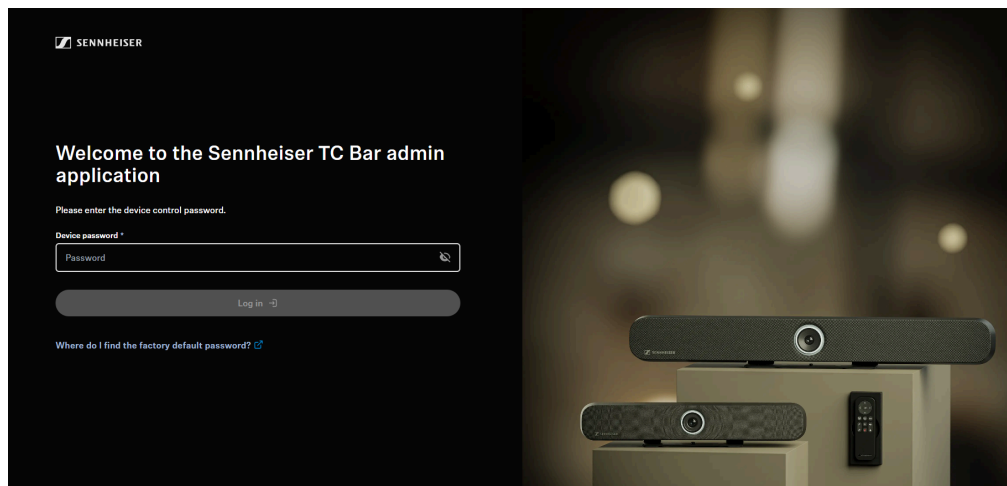 SENNHEISER
Welcome to the Sennheiser TC Bar admin
application
Please enter the device control password.
Device password *
Password
Log in
Where do I find the factory default password?
SENNHEISER